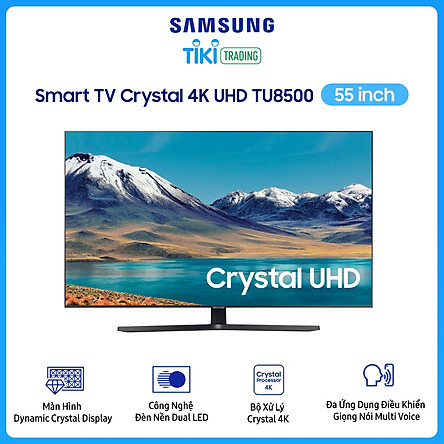 SAMSUNG
TIKI TRADING
Smart TV Crystal 4K UHD TU8500 55 inch
Crystal UHD
SAMSUNG
Crystal
Processor
4K
Màn Hình
Dynamic Crystal Display
Công Nghệ
Đèn Nền Dual LED
Bộ Xử Lý
Crystal 4K
Đa Ứng Dụng Điều Khiển
Giọng Nói Multi Voice